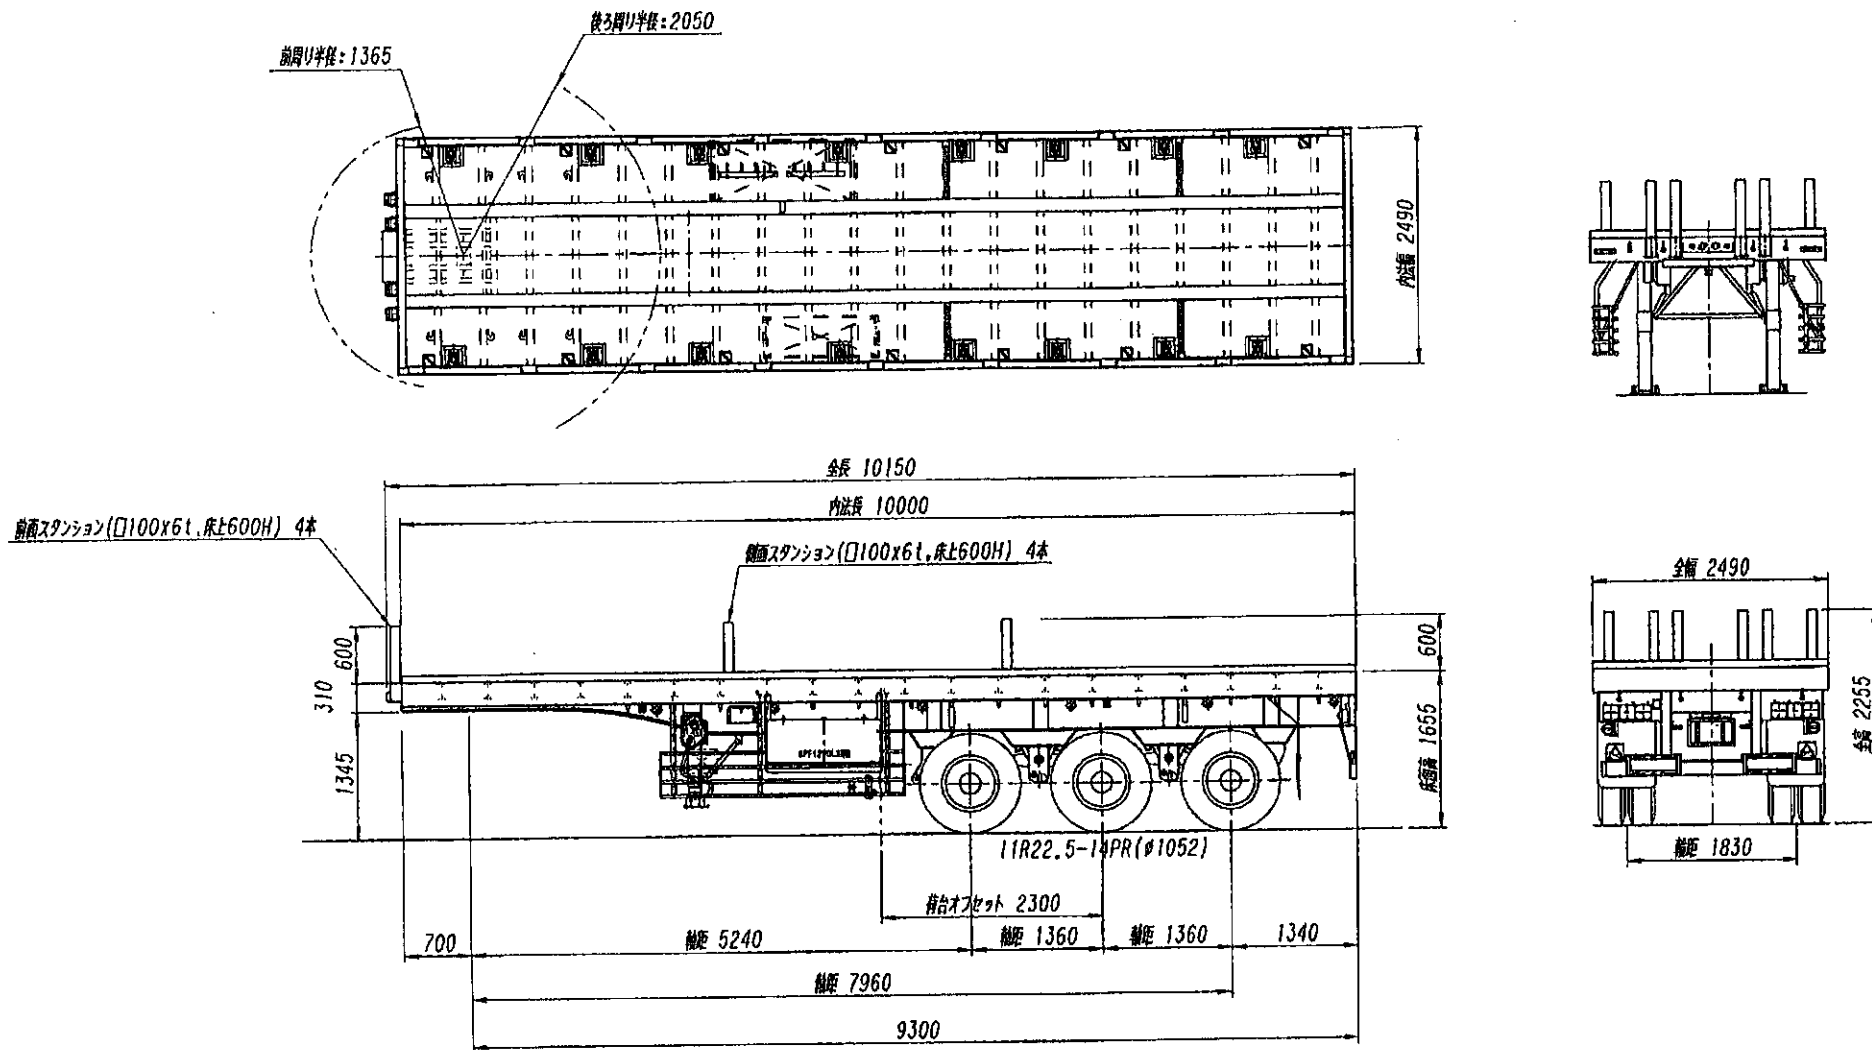 後ろ周り半径:2050
前周り半径:1365
内法幅 2490
全長 10150
内法長 10000
前面スタンション(□100x6t,床上600H) 4本
側面スタンション(□100x6t,床上600H) 4本
全幅 2490
600
310
1345
600
床面高 1655
全高 2255
11R22.5-14PR(φ1052)
軸距 1830
荷台オフセット 2300
700
軸距 5240
軸距 1360
軸距 1360
1340
軸距 7960
9300